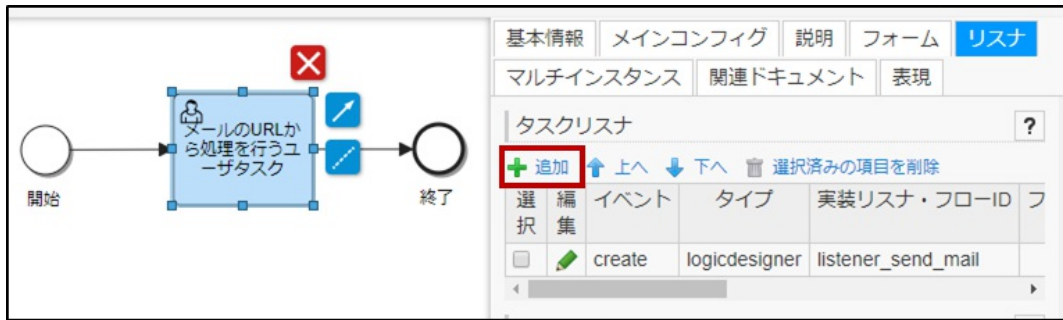 基本情報 メインコンフィグ 説明 フォーム リスナ
マルチインスタンス 関連ドキュメント 表現
タスクリスナ ?
追加 上へ 下へ 選択済みの項目を削除
選択 編集 イベント タイプ 実装リスナ・フローID フ
create logicdesigner listener_send_mail
メールのURLか
ら処理を行うユ
ーザタスク
開始
終了